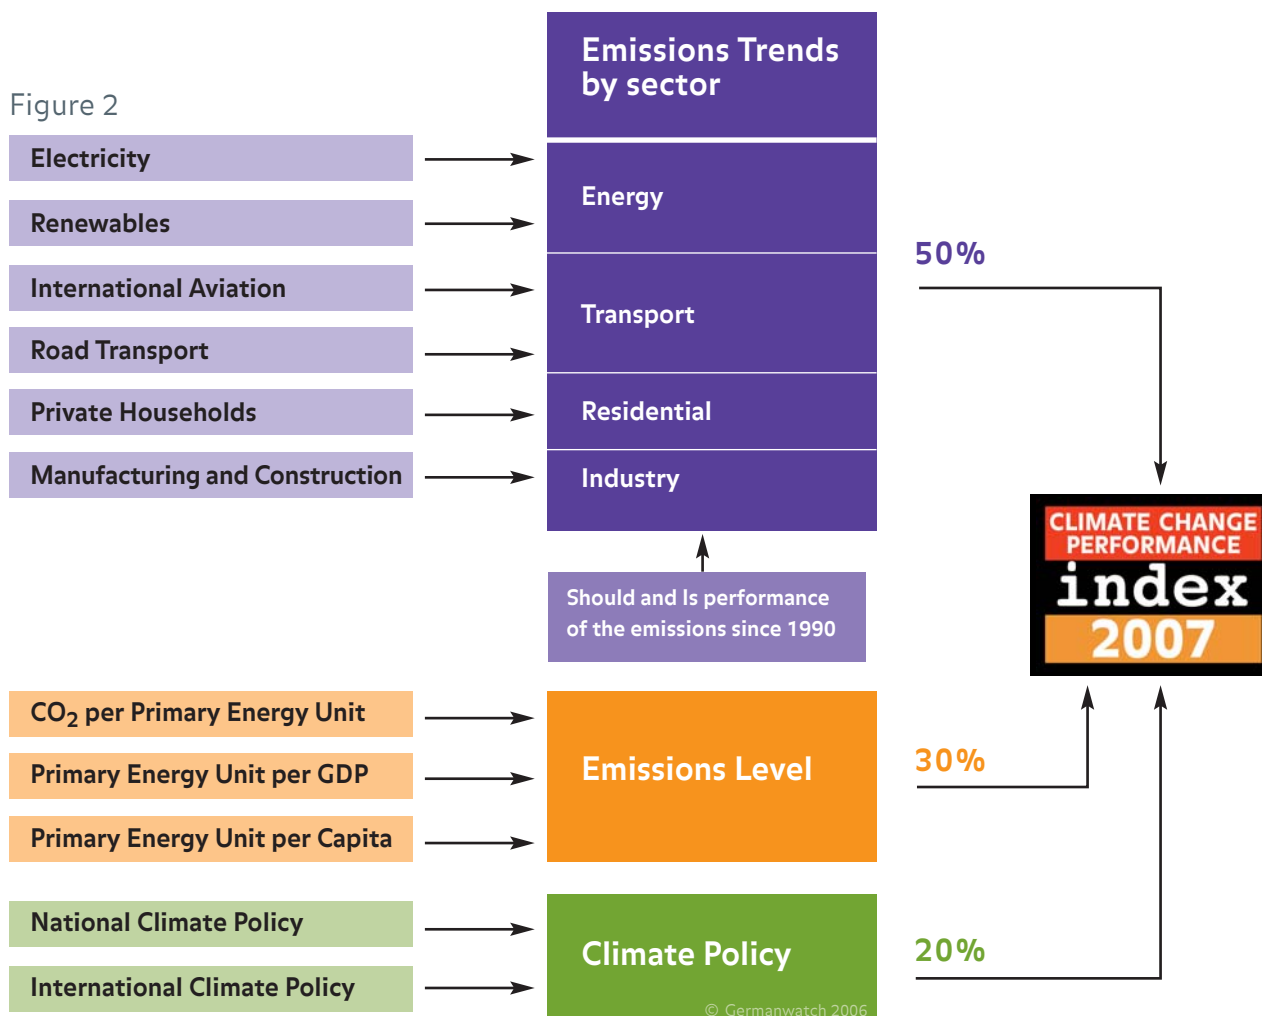 Figure 2
Emissions Trends
by sector
Electricity
Renewables
International Aviation
Road Transport
Private Households
Manufacturing and Construction
Energy
Transport
Residential
Industry
50%
Should and Is performance
of the emissions since 1990
CLIMATE CHANGE
PERFORMANCE
index
2007
CO₂ per Primary Energy Unit
Primary Energy Unit per GDP
Primary Energy Unit per Capita
Emissions Level
30%
National Climate Policy
International Climate Policy
Climate Policy
20%
© Germanwatch 2006